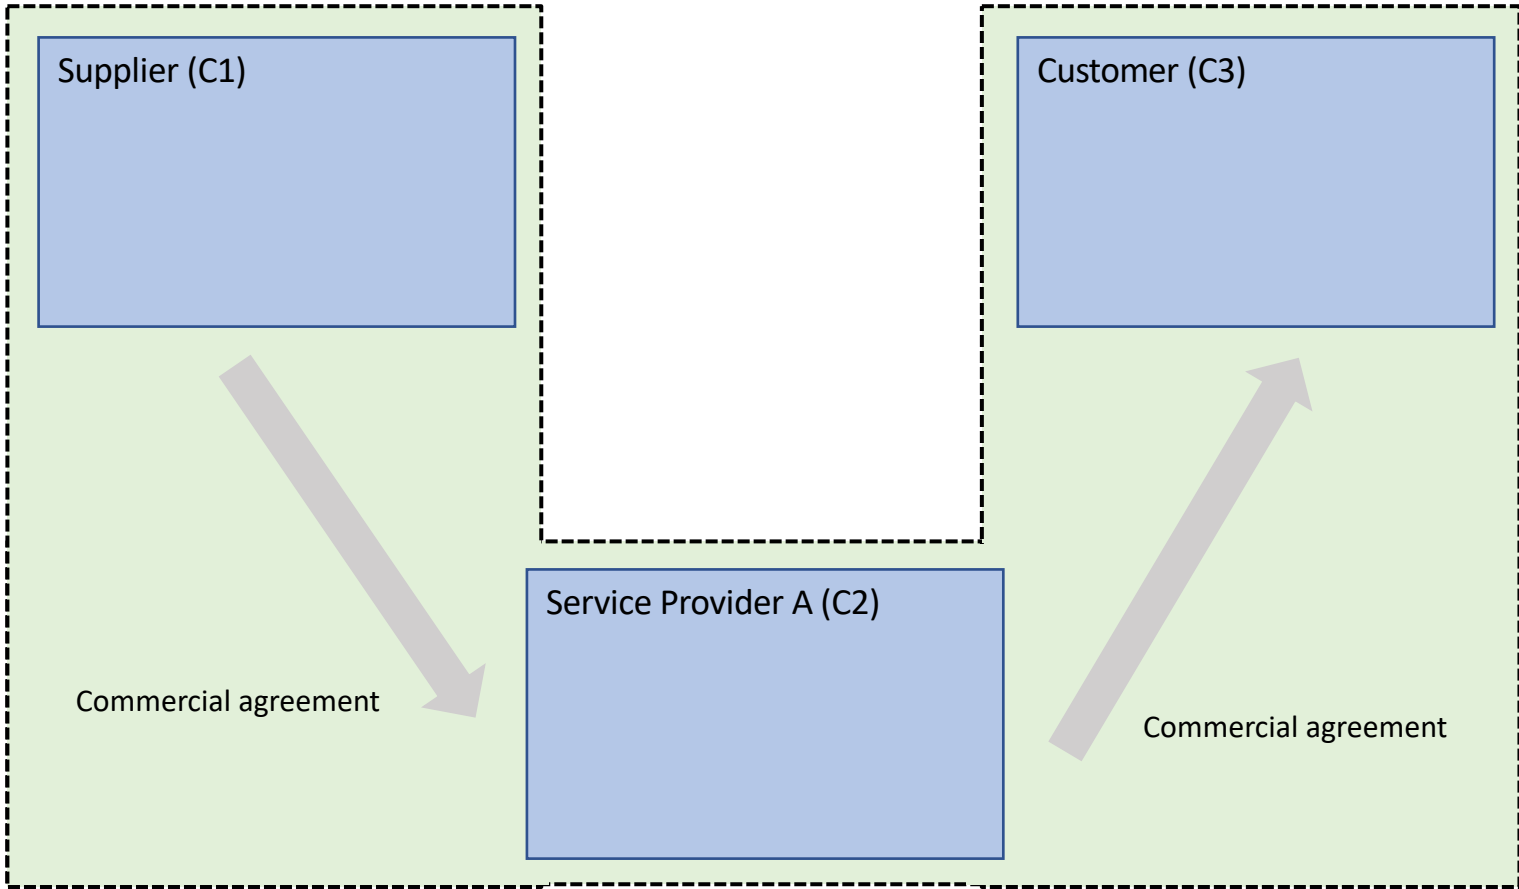 Supplier (C1)
Customer (C3)
Service Provider A (C2)
Commercial agreement
Commercial agreement